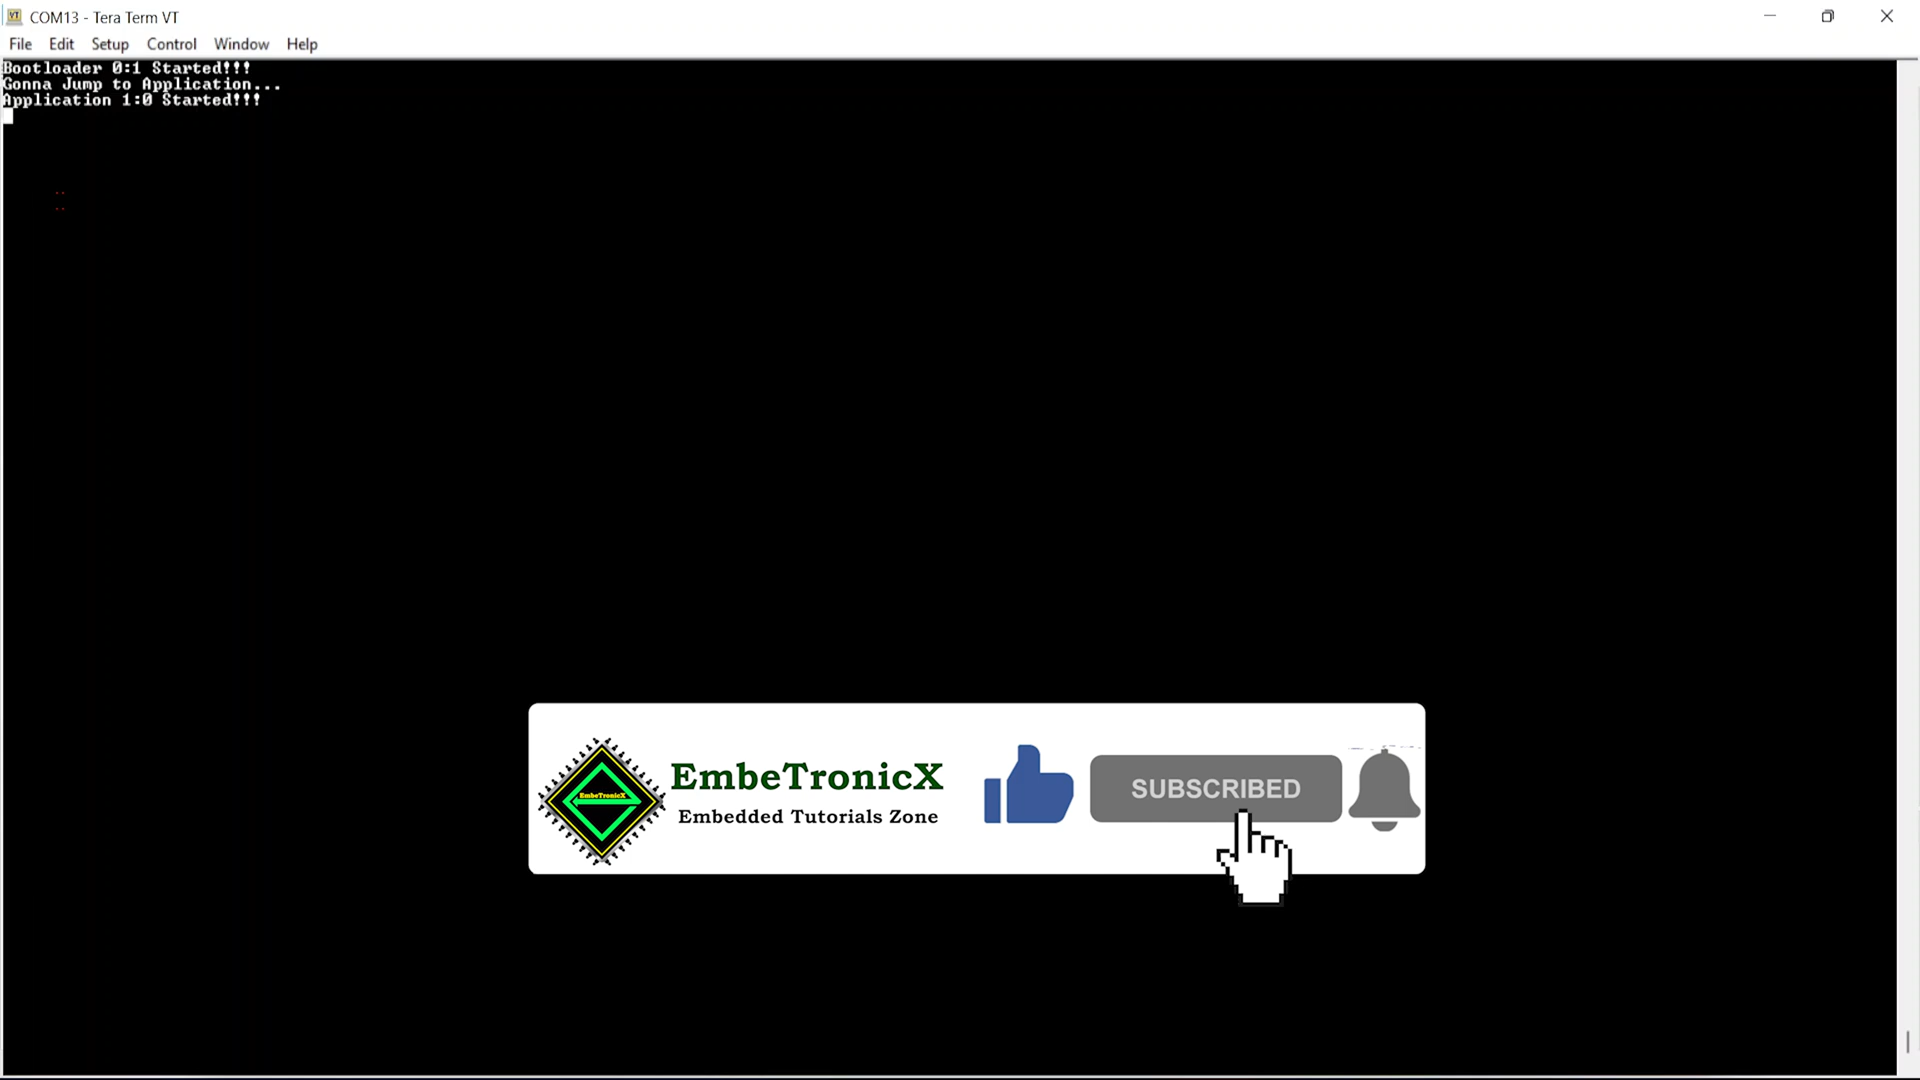 COM13 - Tera Term VT
File Edit Setup Control Window Help
Bootloader 0:1 Started!!!
Gonna Jump to Application...
Application 1:0 Started!!!
EmbeTronicX
EmbeTronicX
Embedded Tutorials Zone
SUBSCRIBED